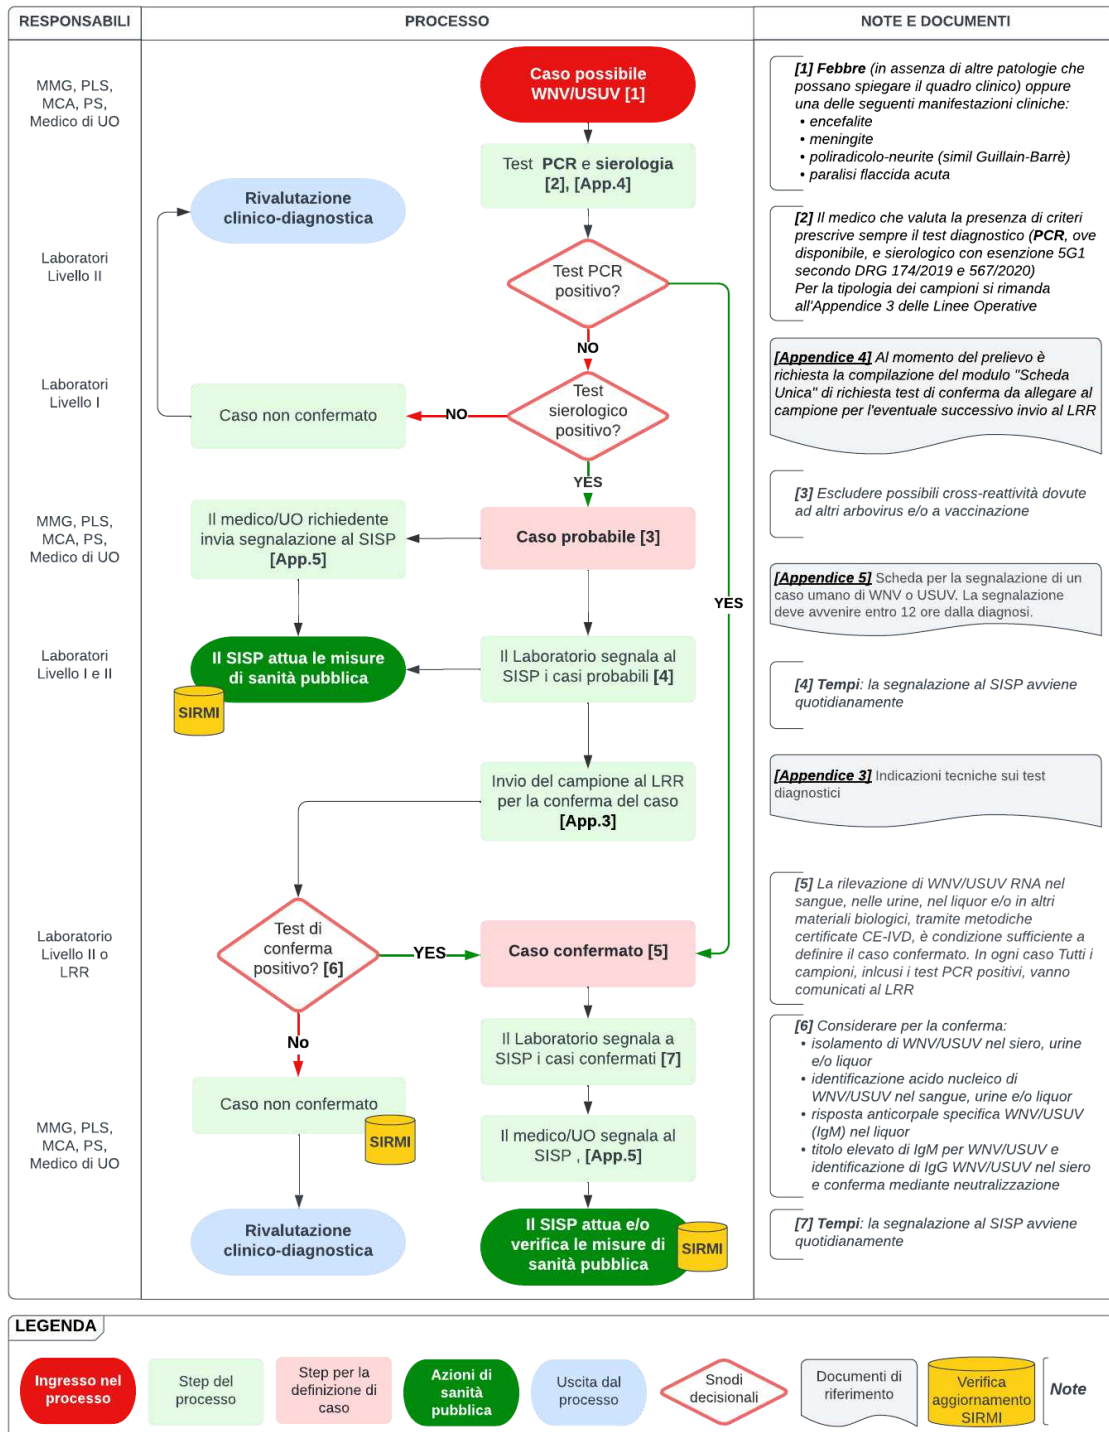 RESPONSABILI
PROCESSO
NOTE E DOCUMENTI
MMG, PLS,
MCA, PS,
Medico di UO
Caso possibile
WNV/USUV [1]
[1] Febbre (in assenza di altre patologie che
possano spiegare il quadro clinico) oppure
una delle seguenti manifestazioni cliniche:
• encefalite
• meningite
• poliradicolo-neurite (simil Guillain-Barrè)
• paralisi flaccida acuta
Test PCR e sierologia
[2], [App.4]
Rivalutazione
clinico-diagnostica
[2] Il medico che valuta la presenza di criteri
prescrive sempre il test diagnostico (PCR, ove
disponibile, e sierologico con esenzione 5G1
secondo DRG 174/2019 e 567/2020)
Per la tipologia dei campioni si rimanda
all'Appendice 3 delle Linee Operative
Laboratori
Livello II
Test PCR
positivo?
NO
[Appendice 4] Al momento del prelievo è
richiesta la compilazione del modulo "Scheda
Unica" di richiesta test di conferma da allegare al
campione per l'eventuale successivo invio al LRR
Laboratori
Livello I
Caso non confermato
NO
Test
sierologico
positivo?
YES
[3] Escludere possibili cross-reattività dovute
ad altri arbovirus e/o a vaccinazione
MMG, PLS,
MCA, PS,
Medico di UO
Il medico/UO richiedente
invia segnalazione al SISP
[App.5]
Caso probabile [3]
[Appendice 5] Scheda per la segnalazione di un
caso umano di WNV o USUV. La segnalazione
deve avvenire entro 12 ore dalla diagnosi.
YES
Laboratori
Livello I e II
Il SISP attua le misure
di sanità pubblica
SIRMI
Il Laboratorio segnala al
SISP i casi probabili [4]
[4] Tempi: la segnalazione al SISP avviene
quotidianamente
Invio del campione al LRR
per la conferma del caso
[App.3]
[Appendice 3] Indicazioni tecniche sui test
diagnostici
[5] La rilevazione di WNV/USUV RNA nel
sangue, nelle urine, nel liquor e/o in altri
materiali biologici, tramite metodiche
certificate CE-IVD, è condizione sufficiente a
definire il caso confermato. In ogni caso Tutti i
campioni, inlcusi i test PCR positivi, vanno
comunicati al LRR
Laboratorio
Livello II o
LRR
Test di
conferma
positivo? [6]
YES
Caso confermato [5]
No
Il Laboratorio segnala a
SISP i casi confermati [7]
[6] Considerare per la conferma:
• isolamento di WNV/USUV nel siero, urine
e/o liquor
• identificazione acido nucleico di
WNV/USUV nel sangue, urine e/o liquor
• risposta anticorpale specifica WNV/USUV
(IgM) nel liquor
• titolo elevato di IgM per WNV/USUV e
identificazione di IgG WNV/USUV nel siero
e conferma mediante neutralizzazione
Caso non confermato
SIRMI
MMG, PLS,
MCA, PS,
Medico di UO
Il medico/UO segnala al
SISP , [App.5]
Rivalutazione
clinico-diagnostica
Il SISP attua e/o
verifica le misure di
sanità pubblica
SIRMI
[7] Tempi: la segnalazione al SISP avviene
quotidianamente
LEGENDA
Ingresso nel
processo
Step del
processo
Step per la
definizione di
caso
Azioni di
sanità
pubblica
Uscita dal
processo
Snodi
decisionali
Documenti di
riferimento
Verifica
aggiornamento
SIRMI
Note